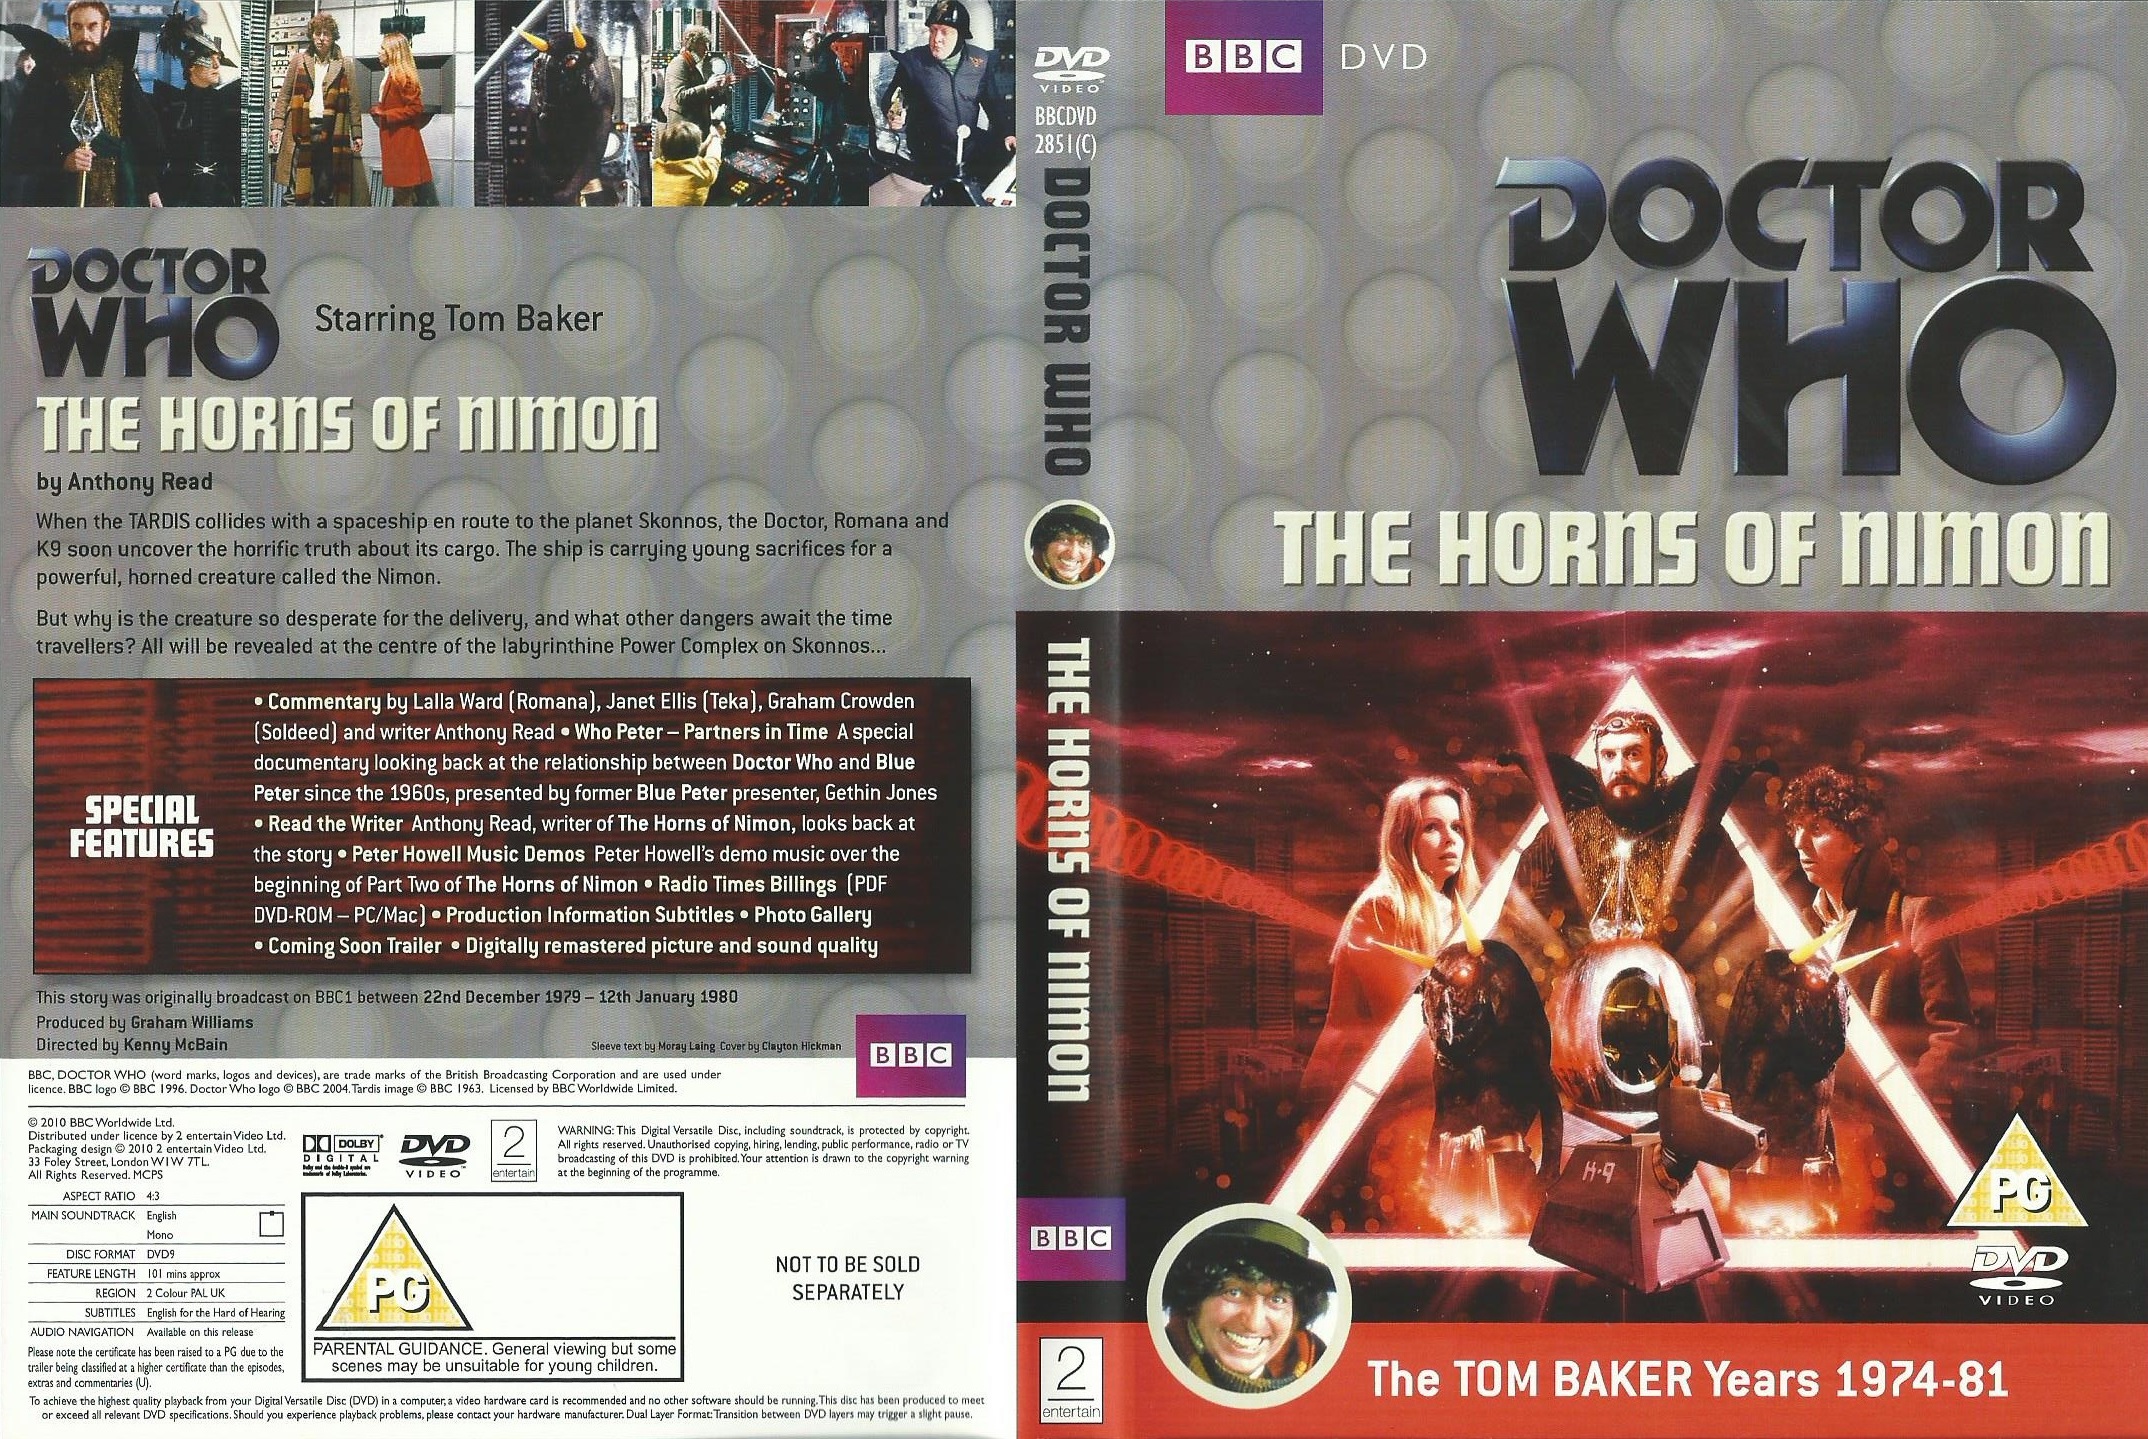 DOCTOR
WHO
Starring Tom Baker
THE HORNS OF NIMON
by Anthony Read
When the TARDIS collides with a spaceship en route to the planet Skonnos, the Doctor, Romana and
K9 soon uncover the horrific truth about its cargo. The ship is carrying young sacrifices for a
powerful, horned creature called the Nimon.
But why is the creature so desperate for the delivery, and what other dangers await the time
travellers? All will be revealed at the centre of the labyrinthine Power Complex on Skonnos...
SPECIAL
FEATURES
• Commentary by Lalla Ward (Romana), Janet Ellis (Teka), Graham Crowden
(Soldeed) and writer Anthony Read • Who Peter – Partners in Time A special
documentary looking back at the relationship between Doctor Who and Blue
Peter since the 1960s, presented by former Blue Peter presenter, Gethin Jones
• Read the Writer Anthony Read, writer of The Horns of Nimon, looks back at
the story • Peter Howell Music Demos Peter Howell's demo music over the
beginning of Part Two of The Horns of Nimon • Radio Times Billings (PDF
DVD-ROM – PC/Mac) • Production Information Subtitles • Photo Gallery
• Coming Soon Trailer • Digitally remastered picture and sound quality
This story was originally broadcast on BBC1 between 22nd December 1979 – 12th January 1980
Produced by Graham Williams
Directed by Kenny McBain
Sleeve text by Moray Laing Cover by Clayton Hickman
BBC
BBC, DOCTOR WHO (word marks, logos and devices), are trade marks of the British Broadcasting Corporation and are used under
licence. BBC logo © BBC 1996. Doctor Who logo © BBC 2004. Tardis image © BBC 1963. Licensed by BBC Worldwide Limited.
© 2010 BBC Worldwide Ltd.
Distributed under licence by 2 entertain Video Ltd.
Packaging design © 2010 2 entertain Video Ltd.
33 Foley Street, London W1W 7TL.
All Rights Reserved. MCPS
DOLBY
DIGITAL
Dolby and the double-D symbol are
trademarks of Dolby Laboratories.
DVD
VIDEO
2
entertain
WARNING: This Digital Versatile Disc, including soundtrack, is protected by copyright.
All rights reserved. Unauthorised copying, hiring, lending, public performance, radio or TV
broadcasting of this DVD is prohibited. Your attention is drawn to the copyright warning
at the beginning of the programme.
ASPECT RATIO 4:3
MAIN SOUNDTRACK English
Mono
DISC FORMAT DVD9
FEATURE LENGTH 101 mins approx
REGION 2 Colour PAL UK
SUBTITLES English for the Hard of Hearing
AUDIO NAVIGATION Available on this release
Please note the certificate has been raised to a PG due to the
trailer being classified at a higher certificate than the episodes,
extras and commentaries (U).
PG
PARENTAL GUIDANCE. General viewing but some
scenes may be unsuitable for young children.
NOT TO BE SOLD
SEPARATELY
To achieve the highest quality playback from your Digital Versatile Disc (DVD) in a computer, a video hardware card is recommended and no other software should be running. This disc has been produced to meet
or exceed all relevant DVD specifications. Should you experience playback problems, please contact your hardware manufacturer. Dual Layer Format: Transition between DVD layers may trigger a slight pause.
DVD
VIDEO
BBCDVD
2851(C)
DOCTOR WHO
THE HORNS OF NIMON
BBC
2
entertain
BBC DVD
DOCTOR
WHO
THE HORNS OF NIMON
K·9
PG
DVD
VIDEO
The TOM BAKER Years 1974-81